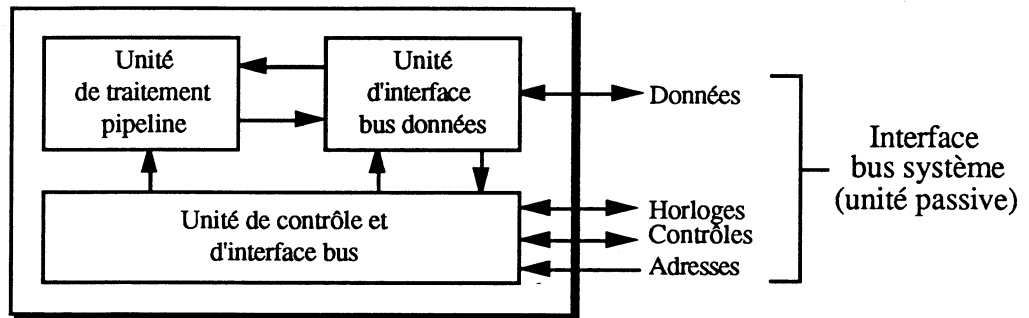 Unité
de traitement
pipeline
Unité
d'interface
bus données
Unité de contrôle et
d'interface bus
Données
Horloges
Contrôles
Adresses
Interface
bus système
(unité passive)